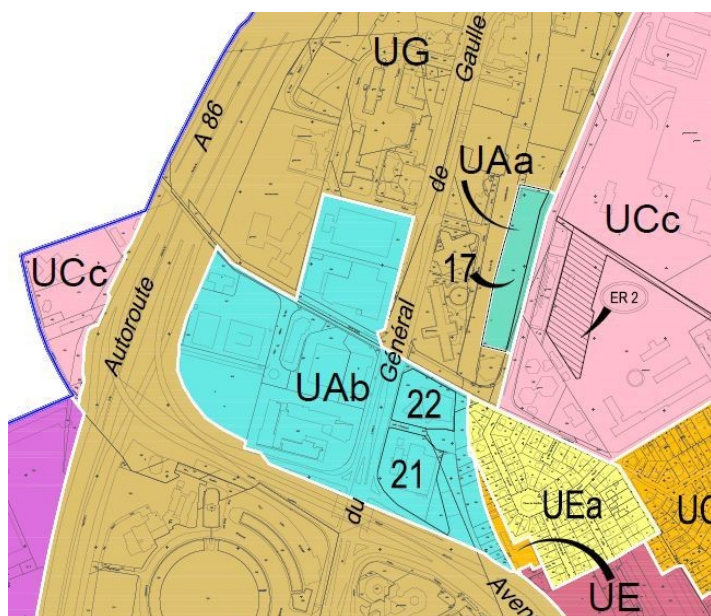 UG
Gaulle
A 86
UAa
de
UCc
UCc
17
ER 2
Autoroute
Général
UAb
22
21
UEa
du
Aven
UE